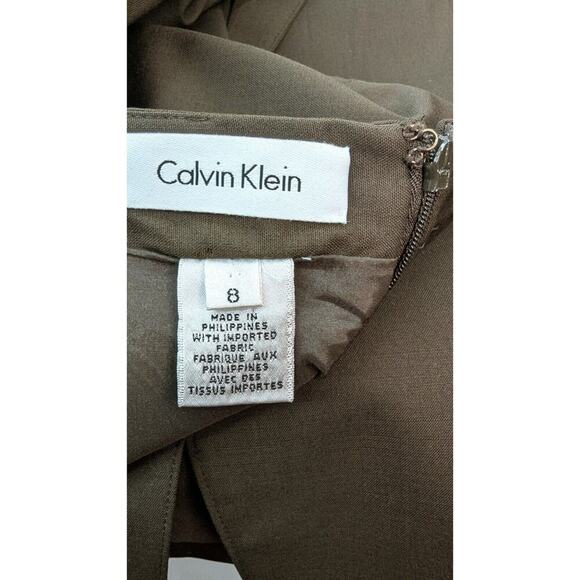 Calvin Klein
8
MADE IN
PHILIPPINES
WITH IMPORTED
FABRIC
FABRIQUE AUX
PHILIPPINES
AVEC DES
TISSUS IMPORTES